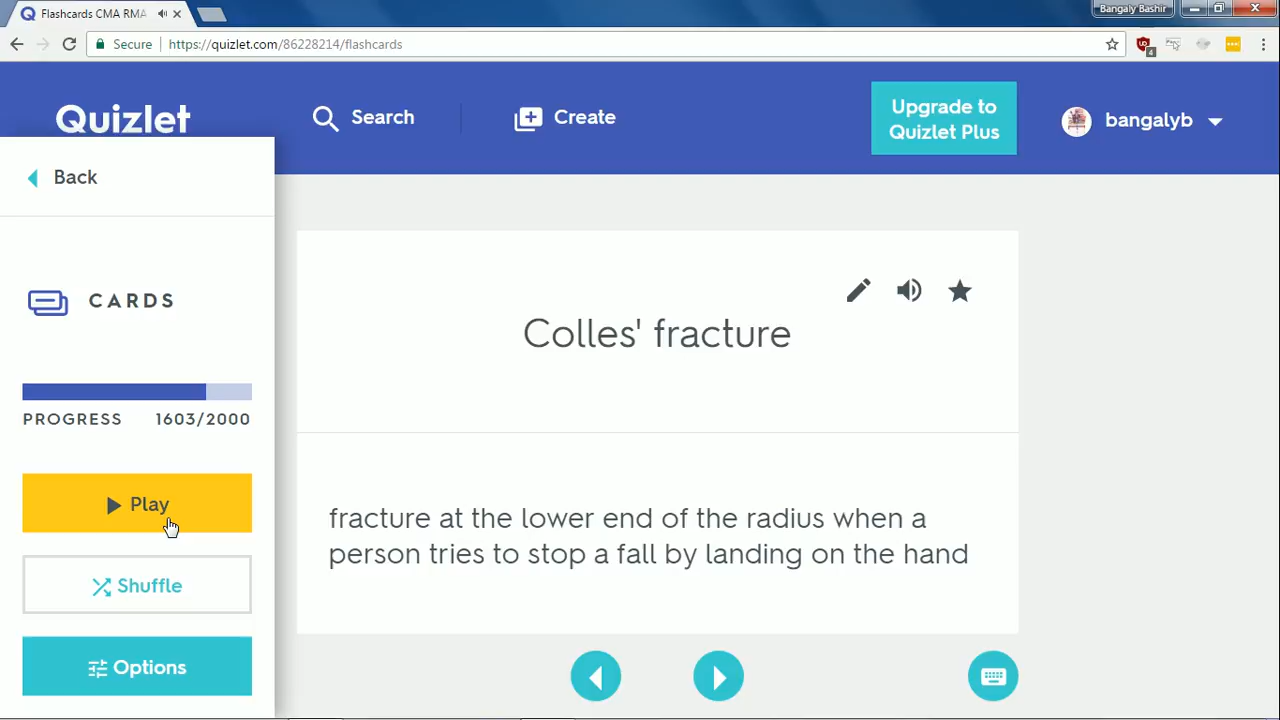 Flashcards CMA RMA
Bangaly Bashir
Secure
https://quizlet.com/86228214/flashcards
4
Quizlet
Search
Create
Upgrade to
Quizlet Plus
bangalyb
Back
CARDS
PROGRESS 1603/2000
Play
Shuffle
Options
Colles' fracture
fracture at the lower end of the radius when a
person tries to stop a fall by landing on the hand